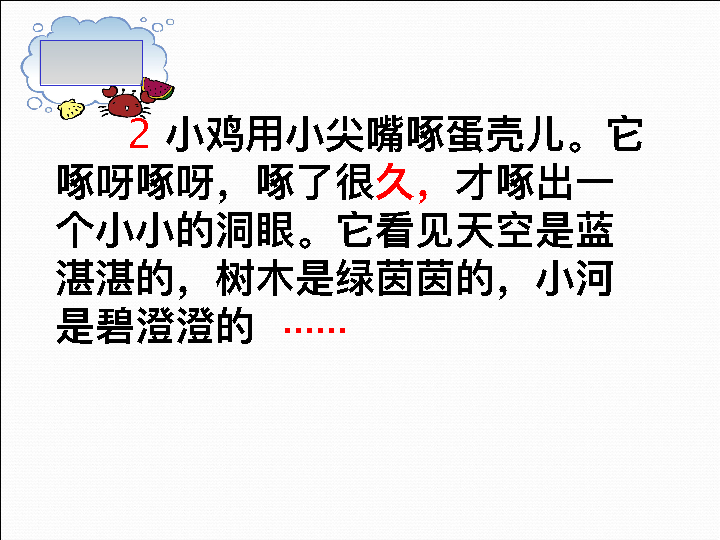 2 小鸡用小尖嘴啄蛋壳儿。它
啄呀啄呀，啄了很久，才啄出一
个小小的洞眼。它看见天空是蓝
湛湛的，树木是绿茵茵的，小河
是碧澄澄的 ……